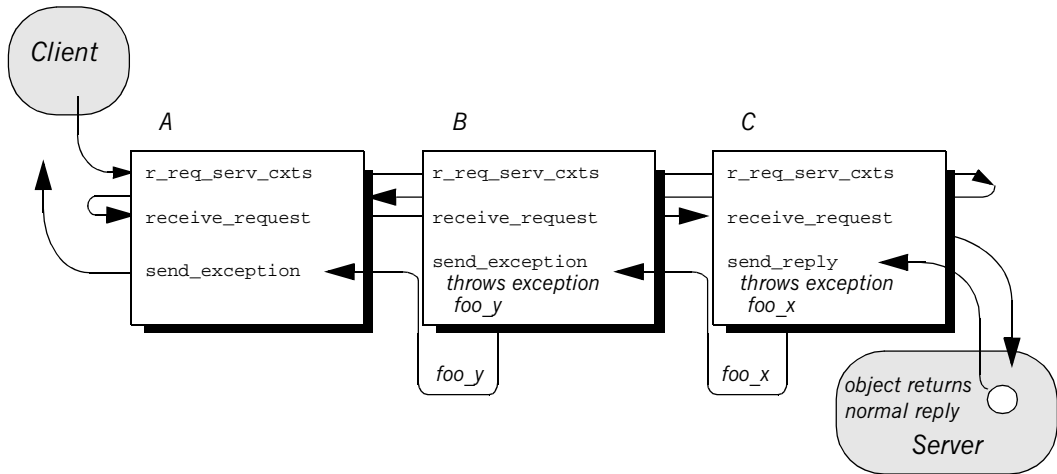 Client
A
B
C
r_req_serv_cxts
receive_request
send_exception
r_req_serv_cxts
receive_request
send_exception
throws exception
foo_y
r_req_serv_cxts
receive_request
send_reply
throws exception
foo_x
foo_y
foo_x
object returns
normal reply
Server